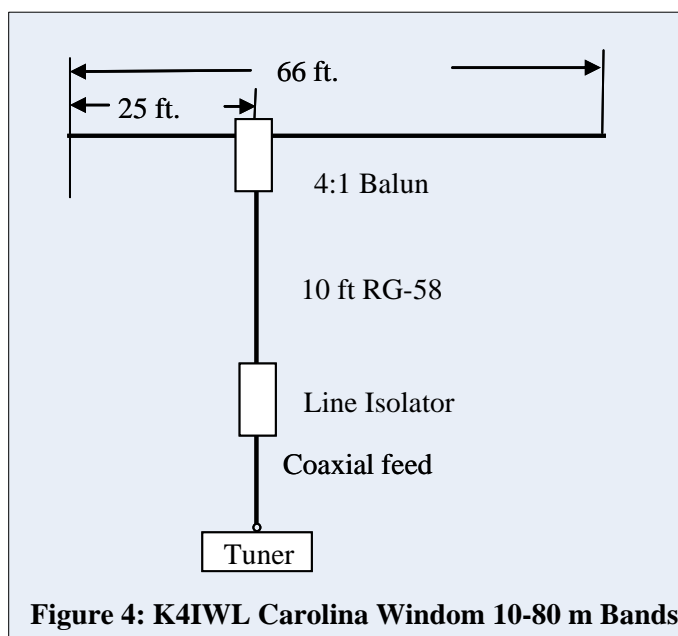 66 ft.
25 ft.
4:1 Balun
10 ft RG-58
Line Isolator
Coaxial feed
Tuner
Figure 4: K4IWL Carolina Windom 10-80 m Bands